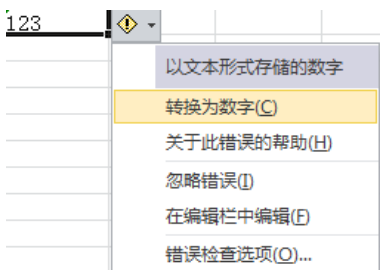 123
以文本形式存储的数字
转换为数字(C)
关于此错误的帮助(H)
忽略错误(I)
在编辑栏中编辑(F)
错误检查选项(O)...